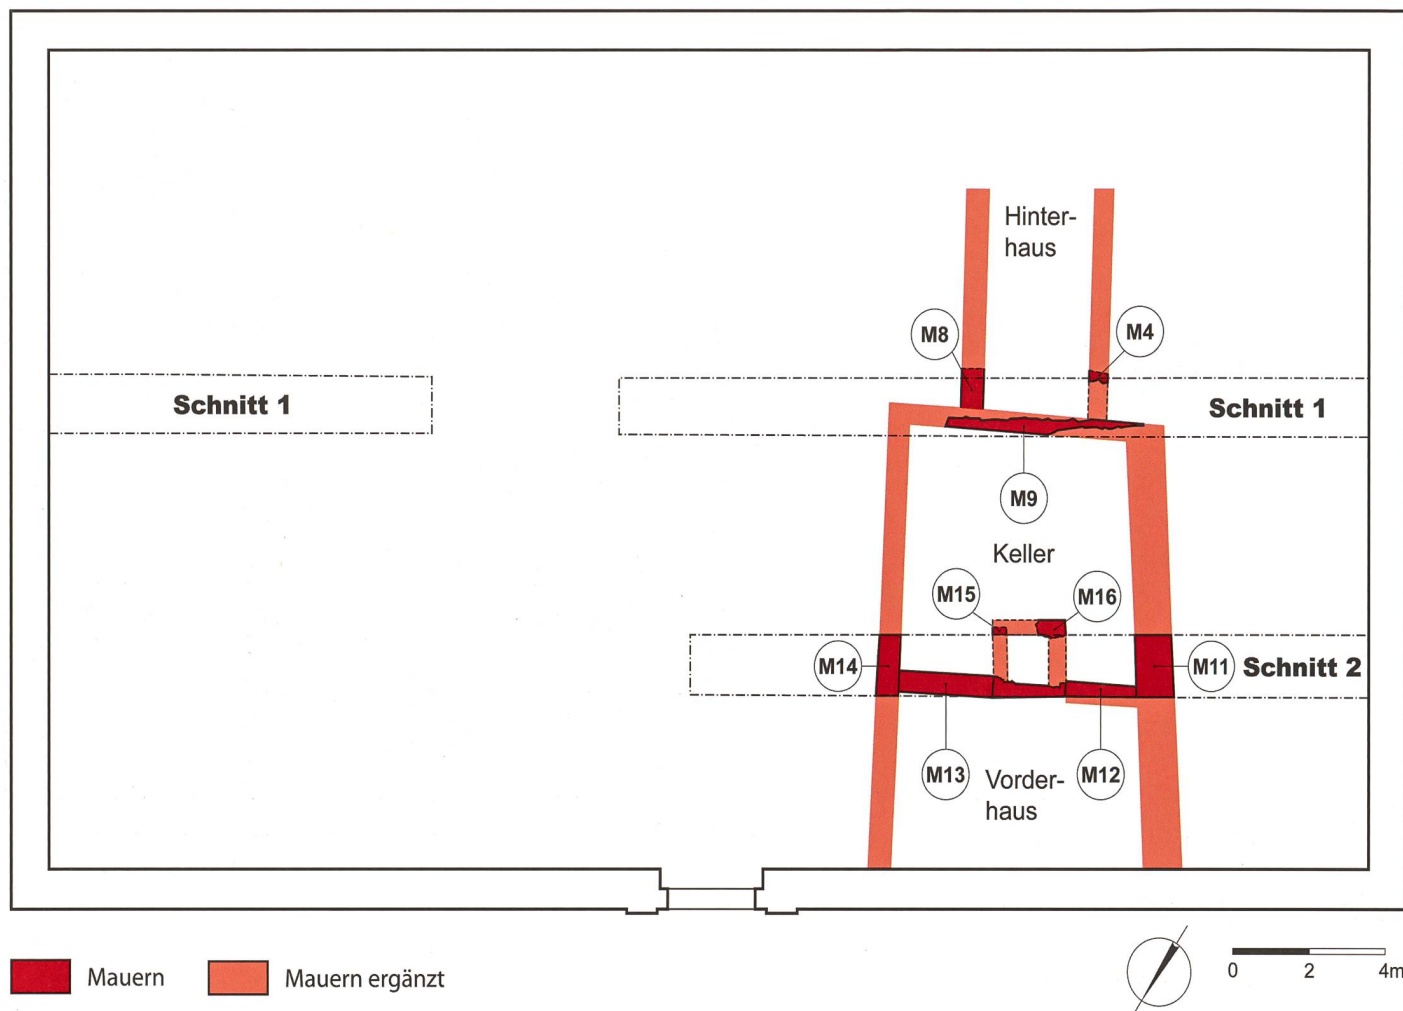 Hinter-
haus
M8
M4
Schnitt 1
Schnitt 1
M9
Keller
M15
M16
M14
M11
Schnitt 2
M13
Vorder-
haus
M12
Mauern
Mauern ergänzt
0
2
4m